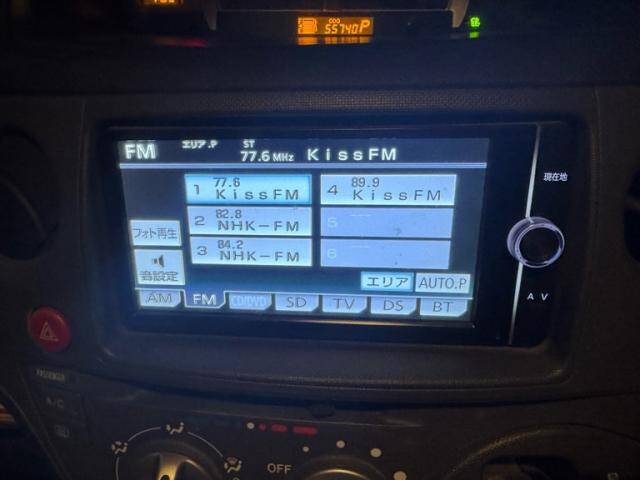 55740 P
FM エリア.P ST 77.6 MHz KissFM
現在地
1 77.6 KissFM
4 89.9 KissFM
2 82.8 NHK-FM
5 ---
フォト再生
3 84.2 NHK-FM
6
音設定
エリア AUTO.P
AM FM CD/DVD SD TV DS BT
A V
A/C
OFF